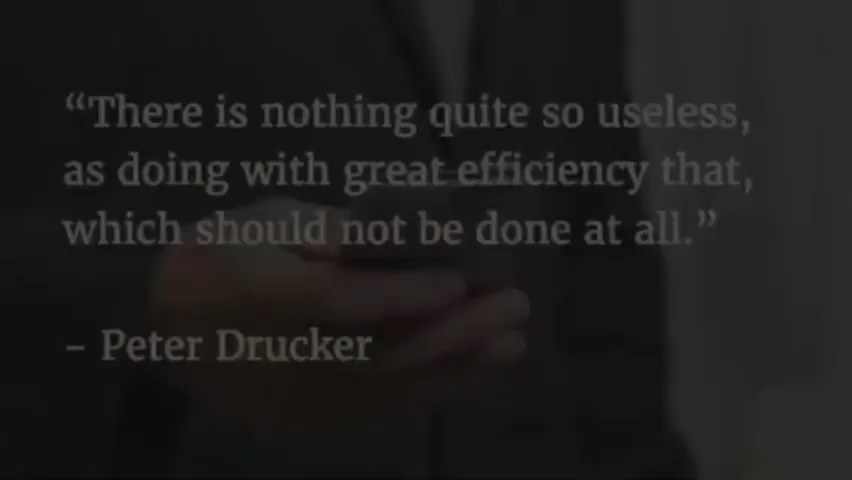 “There is nothing quite so useless,
as doing with great efficiency that,
which should not be done at all.”
– Peter Drucker